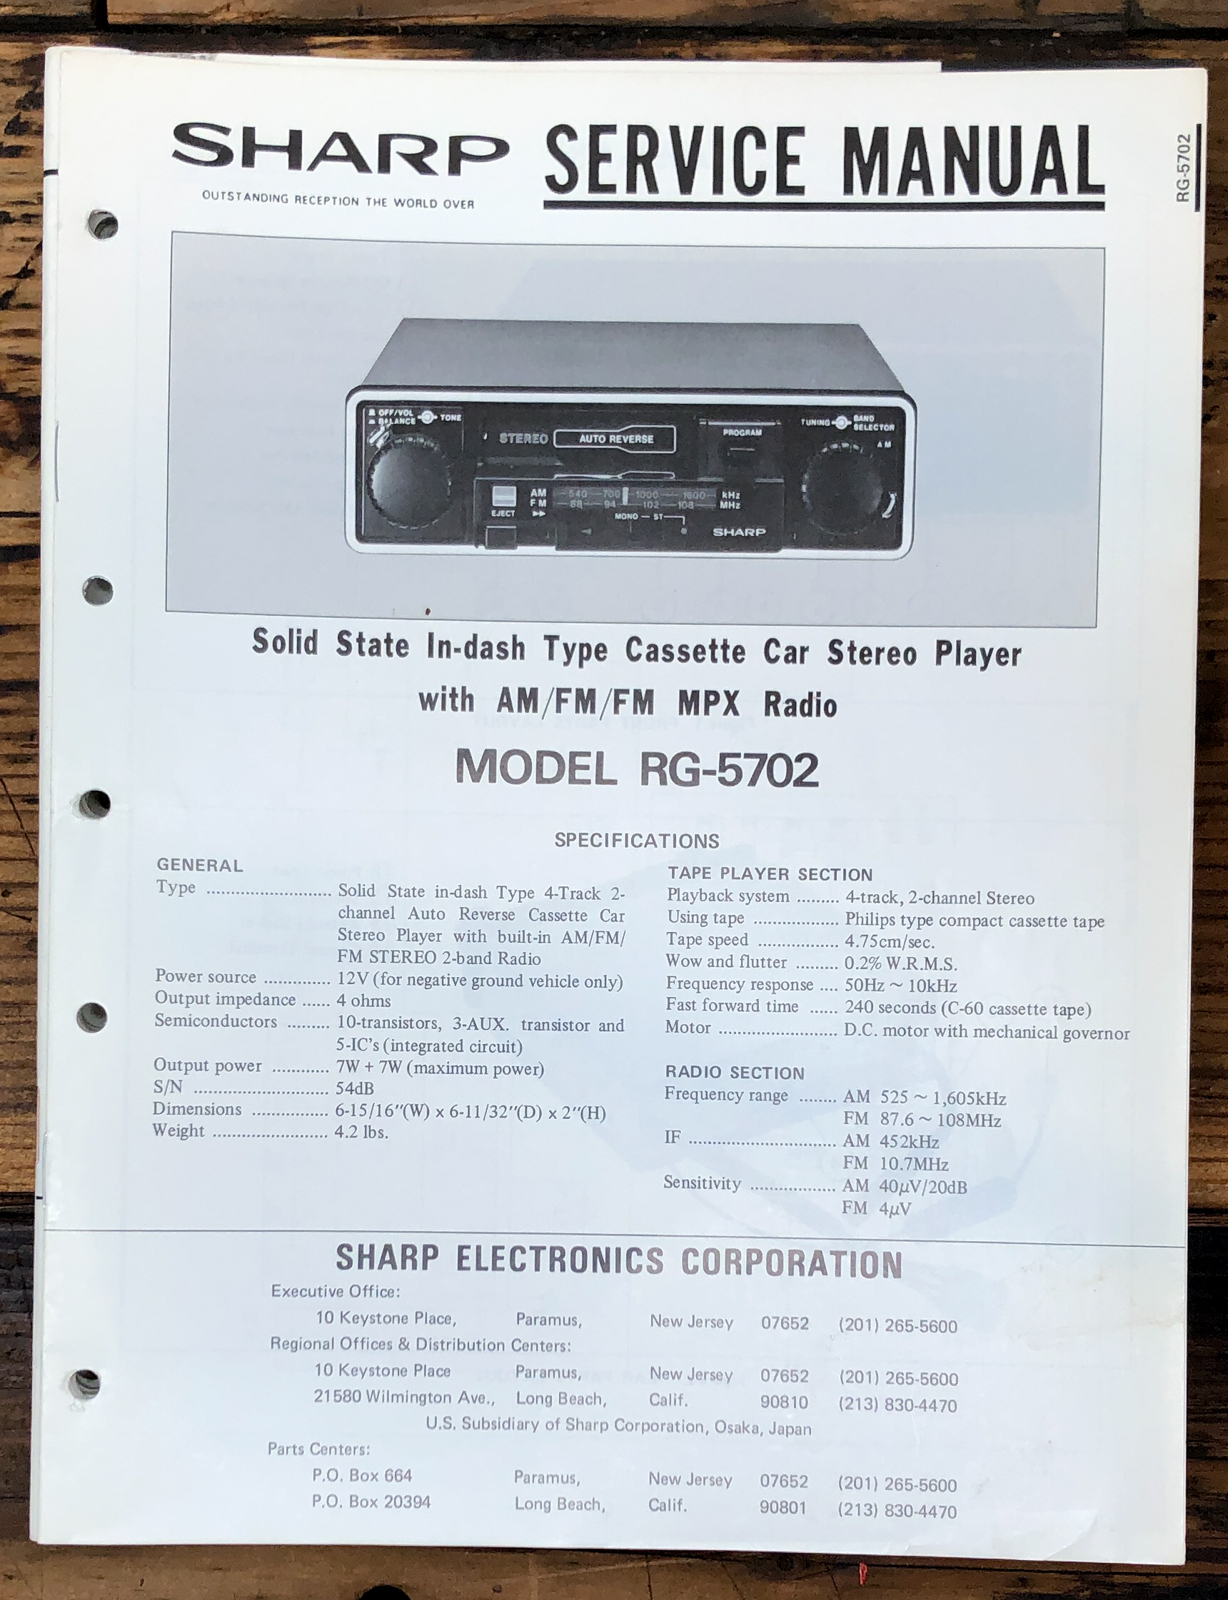 SHARP SERVICE MANUAL
OUTSTANDING RECEPTION THE WORLD OVER
RG-5702
OFF/VOL TONE
BALANCE
STEREO AUTO REVERSE
PROGRAM
TUNING BAND
SELECTOR
AM
AM 540 700 1000 1600 kHz
FM 88 94 102 108 MHz
EJECT
MONO ST
SHARP
Solid State In-dash Type Cassette Car Stereo Player
with AM/FM/FM MPX Radio
MODEL RG-5702
SPECIFICATIONS
GENERAL
Type .......................... Solid State in-dash Type 4-Track 2-
channel Auto Reverse Cassette Car
Stereo Player with built-in AM/FM/
FM STEREO 2-band Radio
Power source .............. 12V (for negative ground vehicle only)
Output impedance ...... 4 ohms
Semiconductors ......... 10-transistors, 3-AUX. transistor and
5-IC's (integrated circuit)
Output power ............ 7W + 7W (maximum power)
S/N ............................. 54dB
Dimensions ................ 6-15/16"(W) x 6-11/32"(D) x 2"(H)
Weight ........................ 4.2 lbs.
TAPE PLAYER SECTION
Playback system ......... 4-track, 2-channel Stereo
Using tape .................. Philips type compact cassette tape
Tape speed ................. 4.75cm/sec.
Wow and flutter ......... 0.2% W.R.M.S.
Frequency response .... 50Hz ~ 10kHz
Fast forward time ...... 240 seconds (C-60 cassette tape)
Motor ......................... D.C. motor with mechanical governor
RADIO SECTION
Frequency range ........ AM 525 ~ 1,605kHz
FM 87.6 ~ 108MHz
IF ............................... AM 452kHz
FM 10.7MHz
Sensitivity .................. AM 40μV/20dB
FM 4μV
SHARP ELECTRONICS CORPORATION
Executive Office:
10 Keystone Place, Paramus, New Jersey 07652 (201) 265-5600
Regional Offices & Distribution Centers:
10 Keystone Place Paramus, New Jersey 07652 (201) 265-5600
21580 Wilmington Ave., Long Beach, Calif. 90810 (213) 830-4470
U.S. Subsidiary of Sharp Corporation, Osaka, Japan
Parts Centers:
P.O. Box 664 Paramus, New Jersey 07652 (201) 265-5600
P.O. Box 20394 Long Beach, Calif. 90801 (213) 830-4470